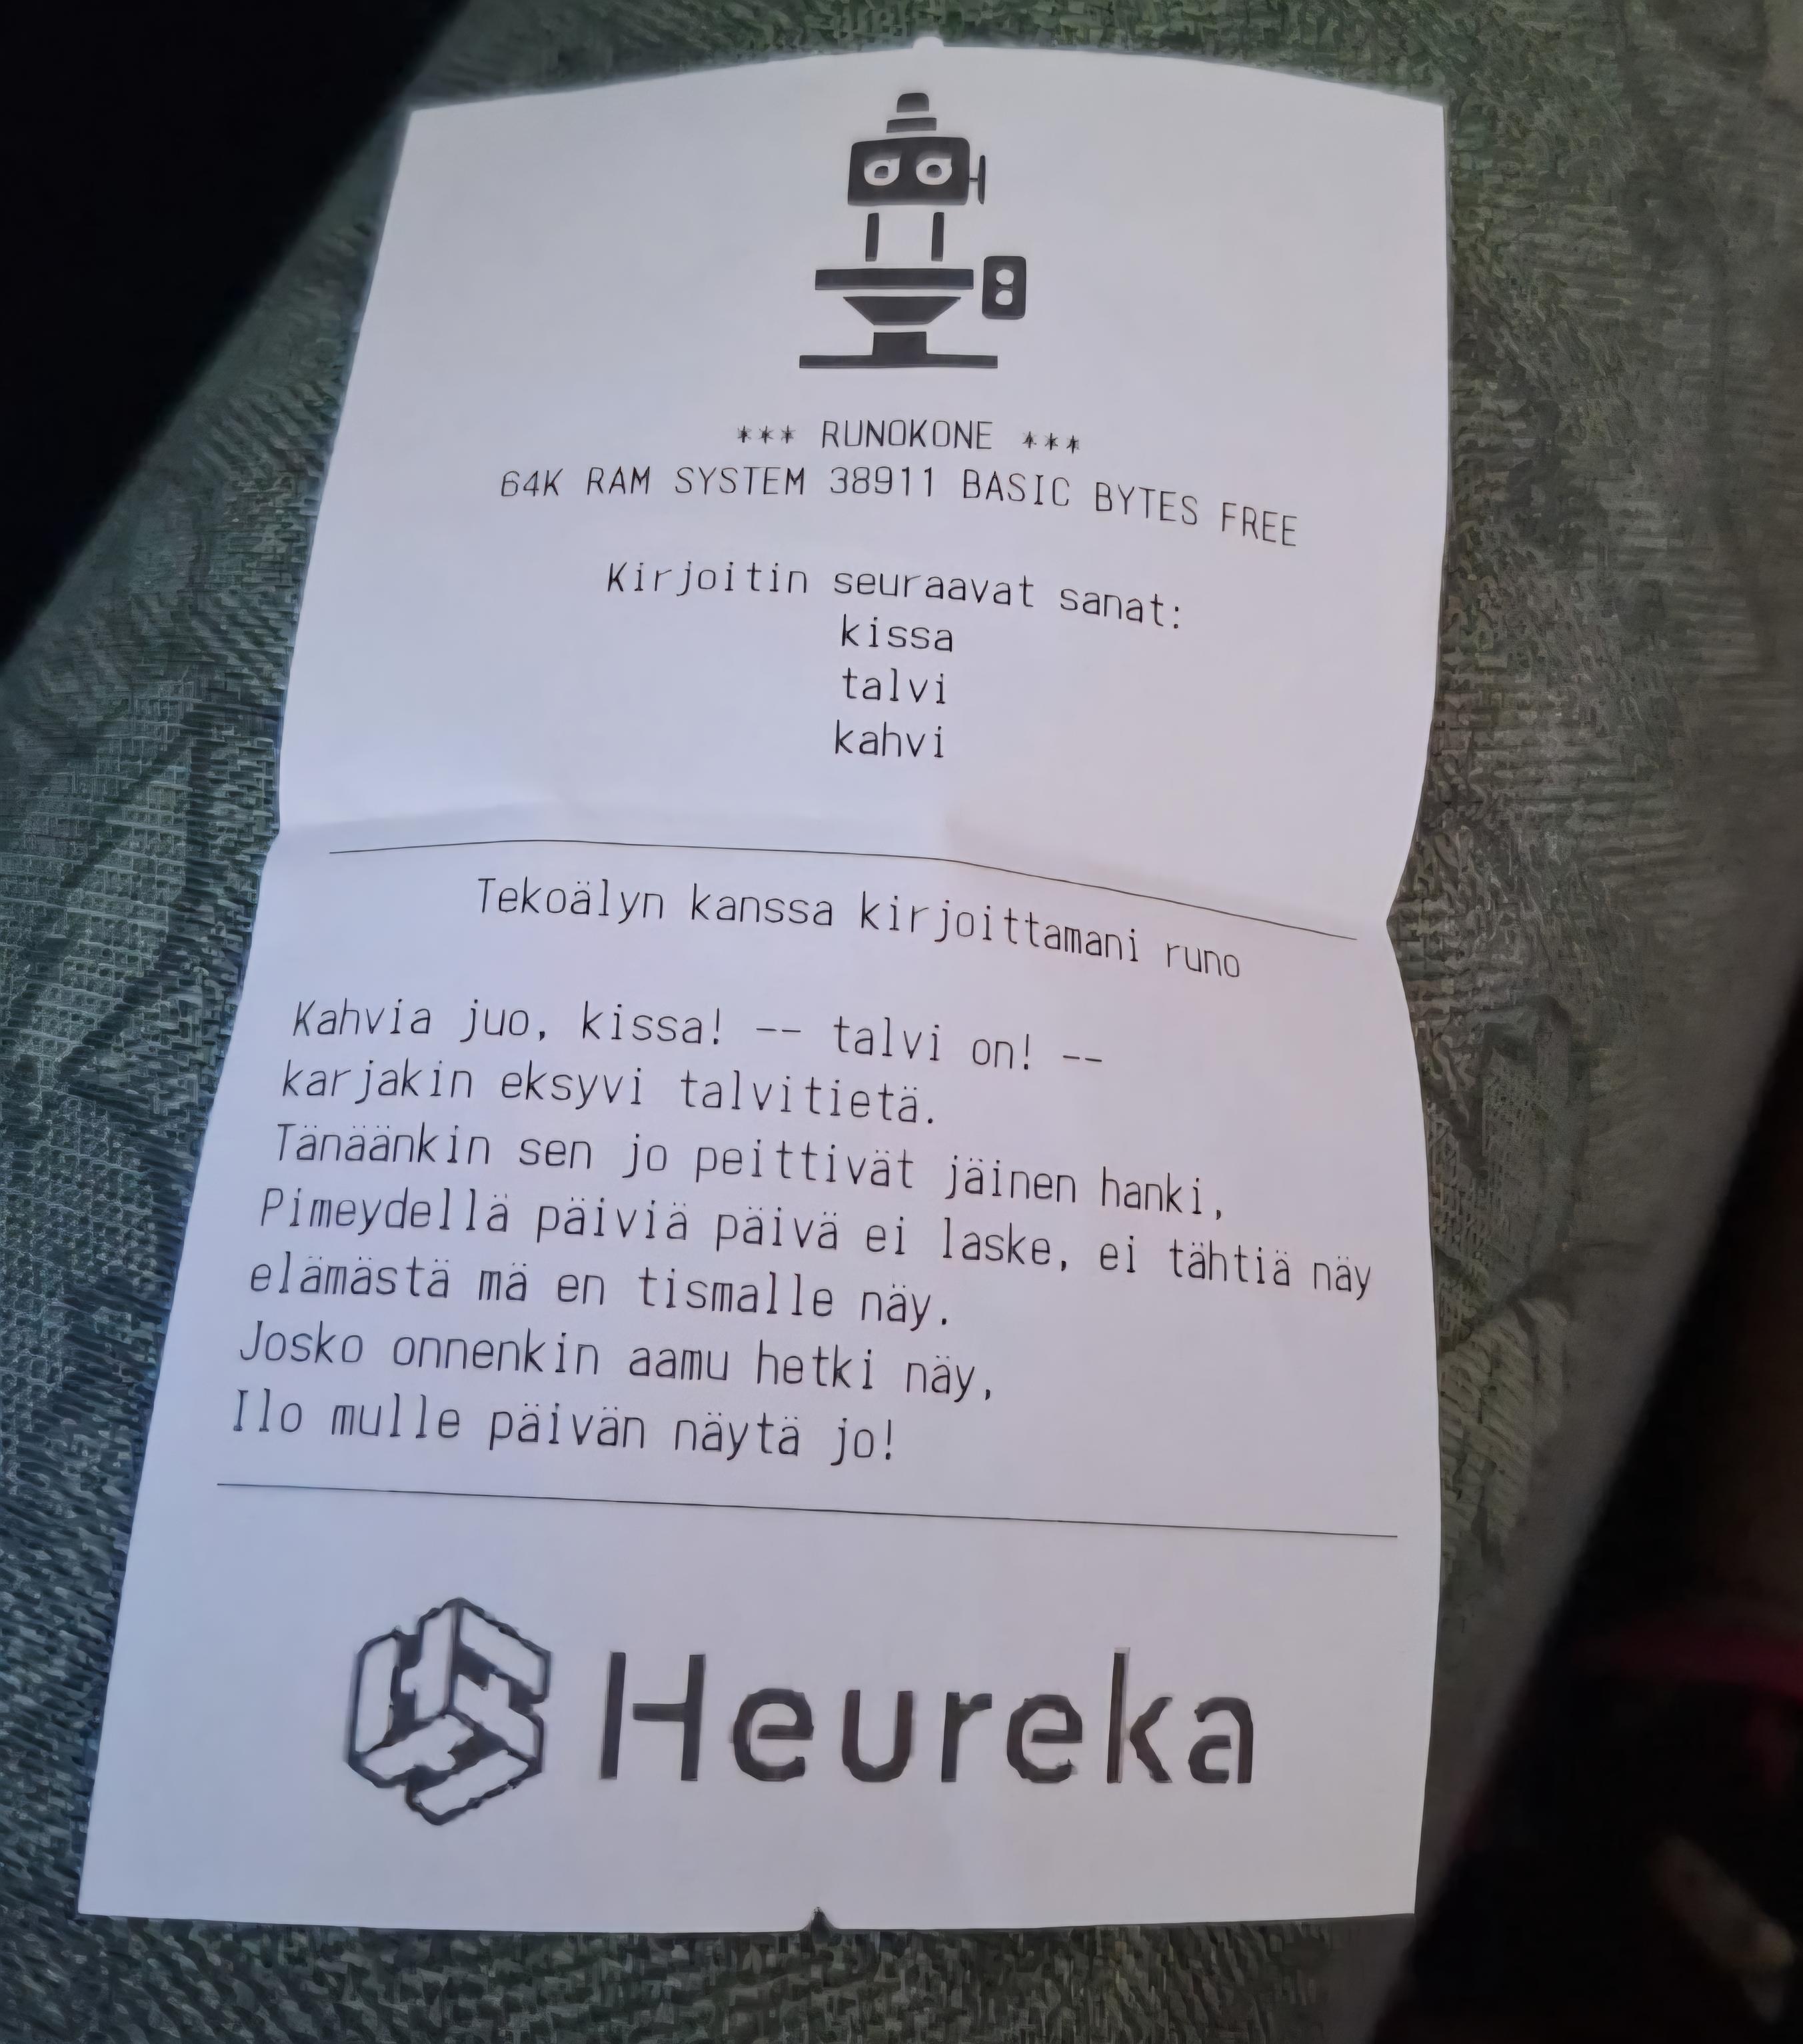 *** RUNOKONE ***
64K RAM SYSTEM 38911 BASIC BYTES FREE
Kirjoitin seuraavat sanat:
kissa
talvi
kahvi
Tekoälyn kanssa kirjoittamani runo
Kahvia juo, kissa! -- talvi on! --
karjakin eksyvi talvitietä.
Tänäänkin sen jo peittivät jäinen hanki,
Pimeydellä päiviä päivä ei laske, ei tähtiä näy
elämästä mä en tismalle näy.
Josko onnenkin aamu hetki näy,
Ilo mulle päivän näytä jo!
Heureka